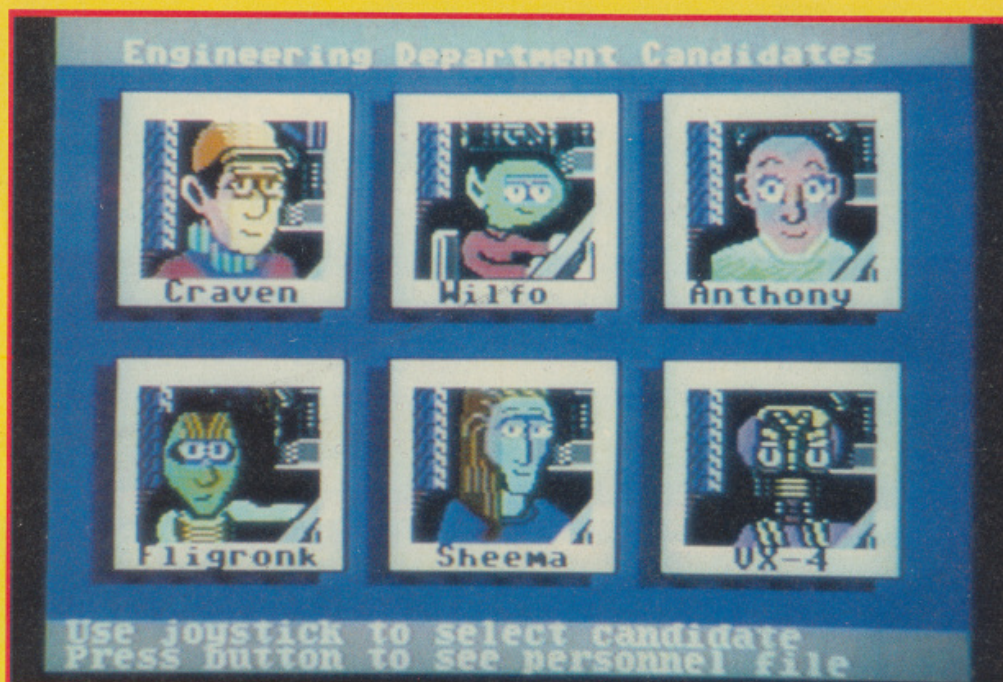 Engineering Department Candidates
Craven
Wilfo
Anthony
Fligronk
Sheema
VX-4
Use joystick to select candidate
Press button to see personnel file